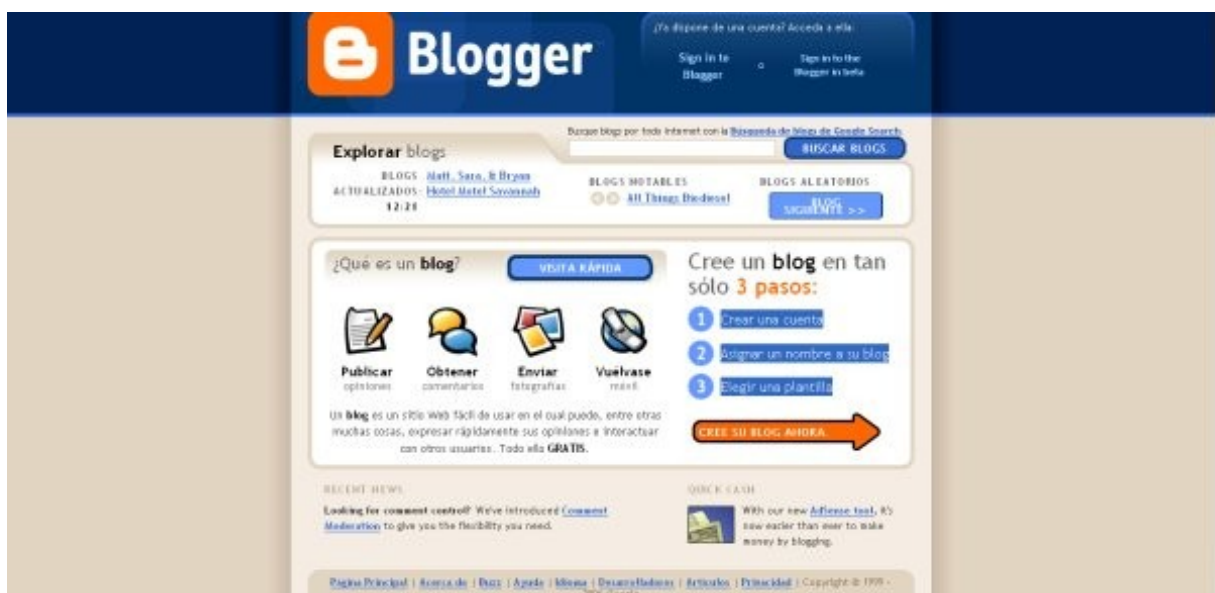 Blogger
¿Ya dispone de una cuenta? Acceda a ella:
Sign in to
Blogger
o
Sign in to the
Blogger in beta
Busque blogs por todo Internet con la Búsqueda de blogs de Google Search.
Explorar blogs
BUSCAR BLOGS
BLOGS
ACTUALIZADOS:
12:21
Matt, Sara, & Bryan
Hotel Motel Savannah
BLOGS NOTABLES
All Things Biodiesel
BLOGS ALEATORIOS
BLOG
SIGUIENTE >>
¿Qué es un blog?
VISITA RÁPIDA
Publicar
opiniones
Obtener
comentarios
Enviar
fotografías
Vuélvase
móvil
Un blog es un sitio Web fácil de usar en el cual puede, entre otras
muchas cosas, expresar rápidamente sus opiniones e interactuar
con otros usuarios. Todo ello GRATIS.
Cree un blog en tan
sólo 3 pasos:
1 Crear una cuenta
2 Asignar un nombre a su blog
3 Elegir una plantilla
CREE SU BLOG AHORA
RECENT NEWS
Looking for comment control? We've introduced Comment
Moderation to give you the flexibility you need.
QUICK CASH
With our new AdSense tool, it's
now easier than ever to make
money by blogging.
Página Principal | Acerca de | Buzz | Ayuda | Idioma | Desarrolladores | Artículos | Privacidad | Copyright © 1999 -